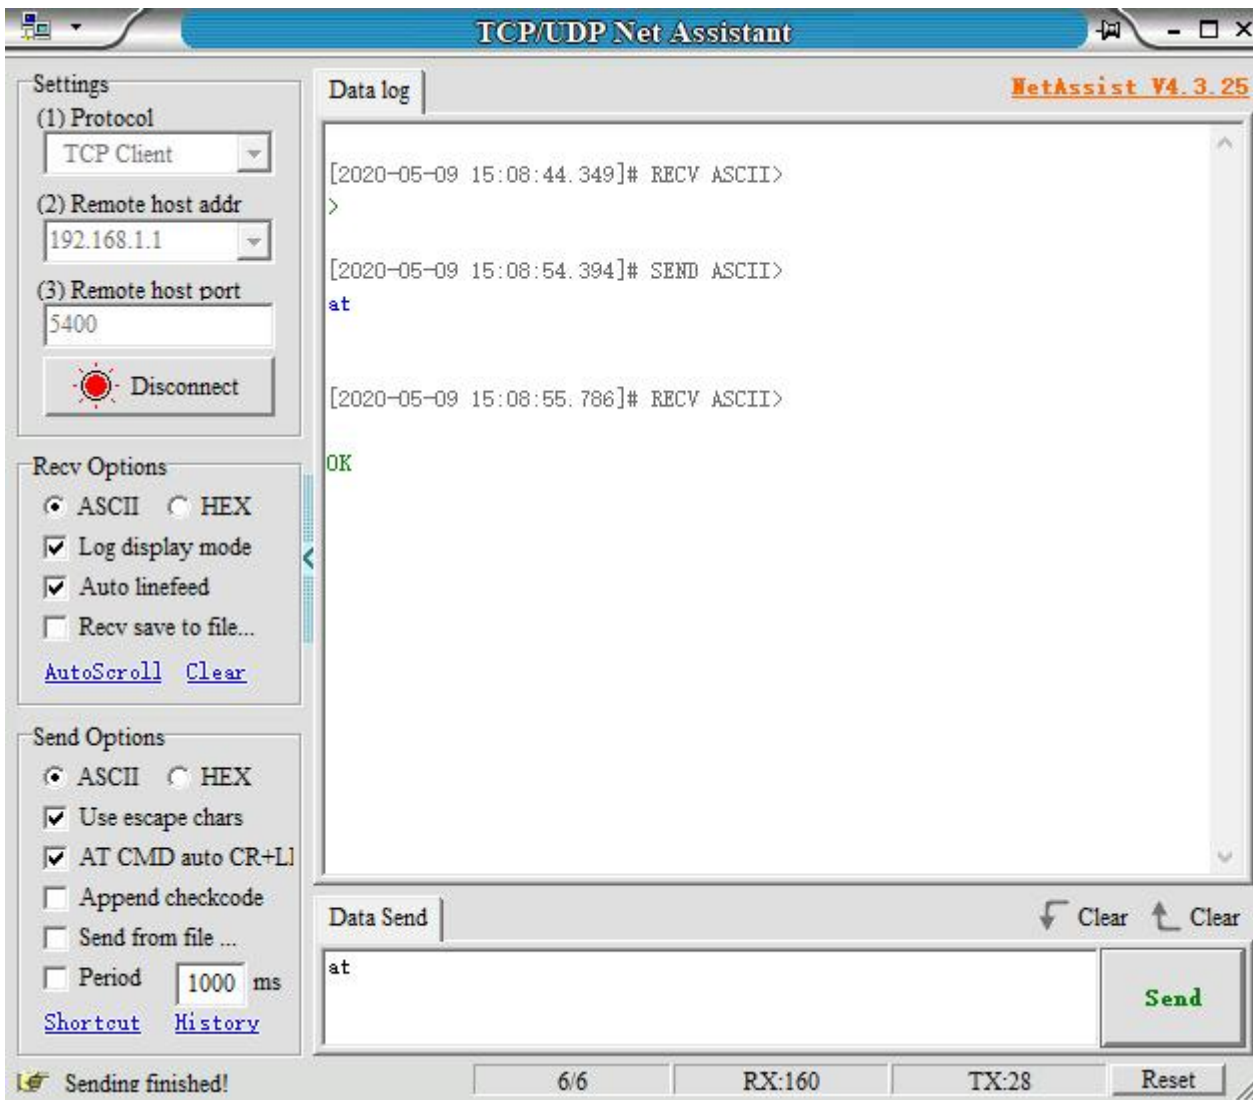 TCP/UDP Net Assistant
Settings
(1) Protocol
TCP Client
(2) Remote host addr
192.168.1.1
(3) Remote host port
5400
Disconnect
Recv Options
ASCII HEX
Log display mode
Auto linefeed
Recv save to file...
AutoScroll Clear
Send Options
ASCII HEX
Use escape chars
AT CMD auto CR+L
Append checkcode
Send from file ...
Period 1000 ms
Shortcut History
Data log
NetAssist V4.3.25
[2020-05-09 15:08:44.349]# RECV ASCII>
>
[2020-05-09 15:08:54.394]# SEND ASCII>
at
[2020-05-09 15:08:55.786]# RECV ASCII>
OK
Data Send
Clear Clear
at
Send
Sending finished! 6/6 RX:160 TX:28 Reset